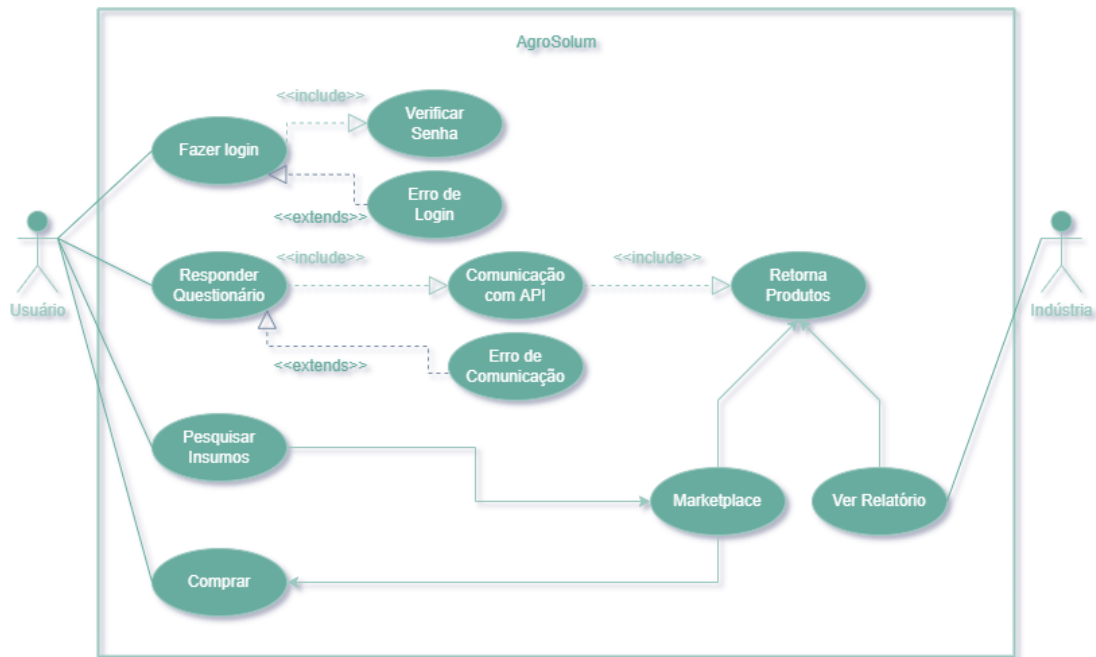 AgroSolum
<<include>>
Verificar
Senha
Fazer login
Erro de
Login
<<extends>>
Usuário
Responder
Questionário
<<include>>
Comunicação
com API
<<include>>
Retorna
Produtos
Indústria
<<extends>>
Erro de
Comunicação
Pesquisar
Insumos
Marketplace
Ver Relatório
Comprar